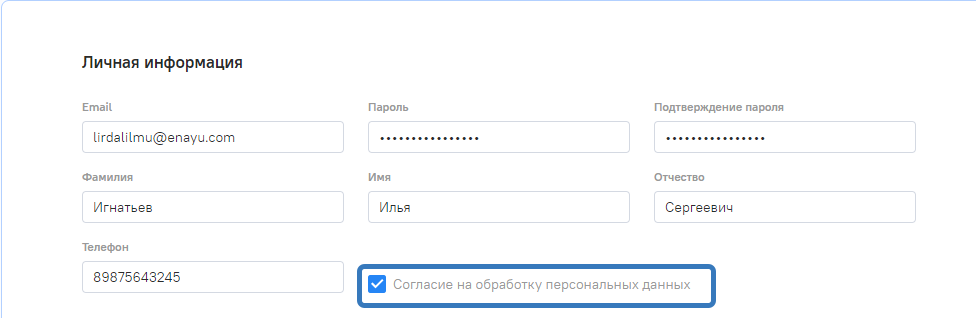 Личная информация
Email Пароль Подтверждение пароля
lirdalilmu@enayu.com •••••••••••••••• ••••••••••••••••
Фамилия Имя Отчество
Игнатьев Илья Сергеевич
Телефон
89875643245
Согласие на обработку персональных данных